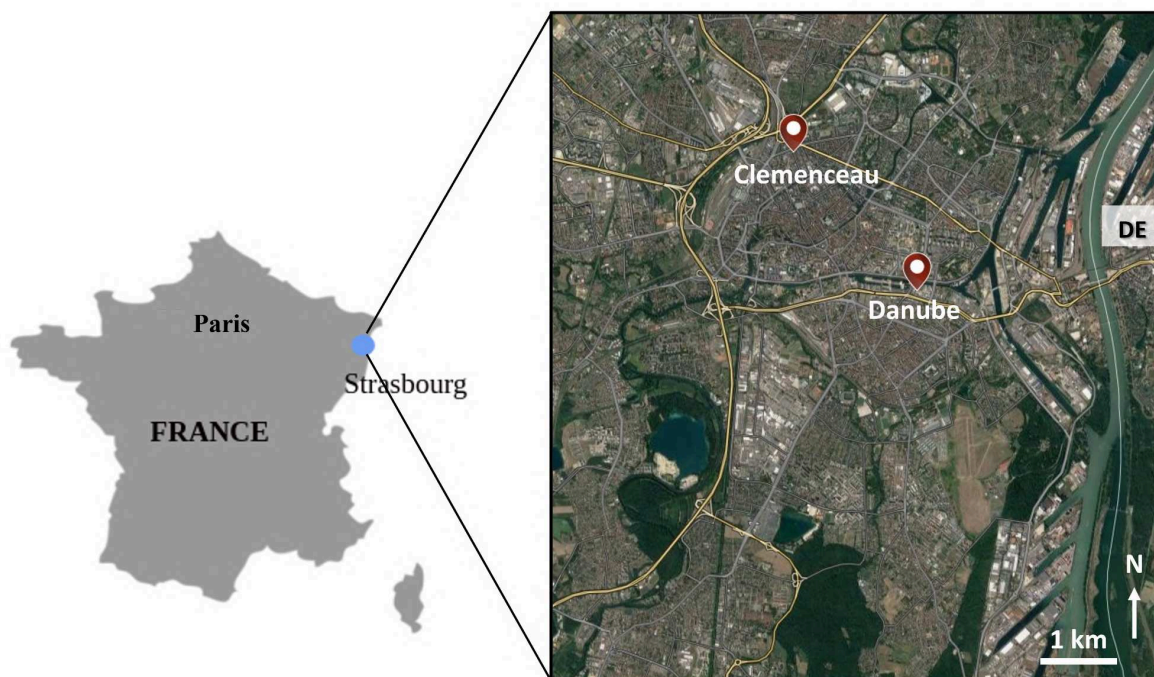 Paris
Strasbourg
FRANCE
Clemenceau
DE
Danube
N
1 km